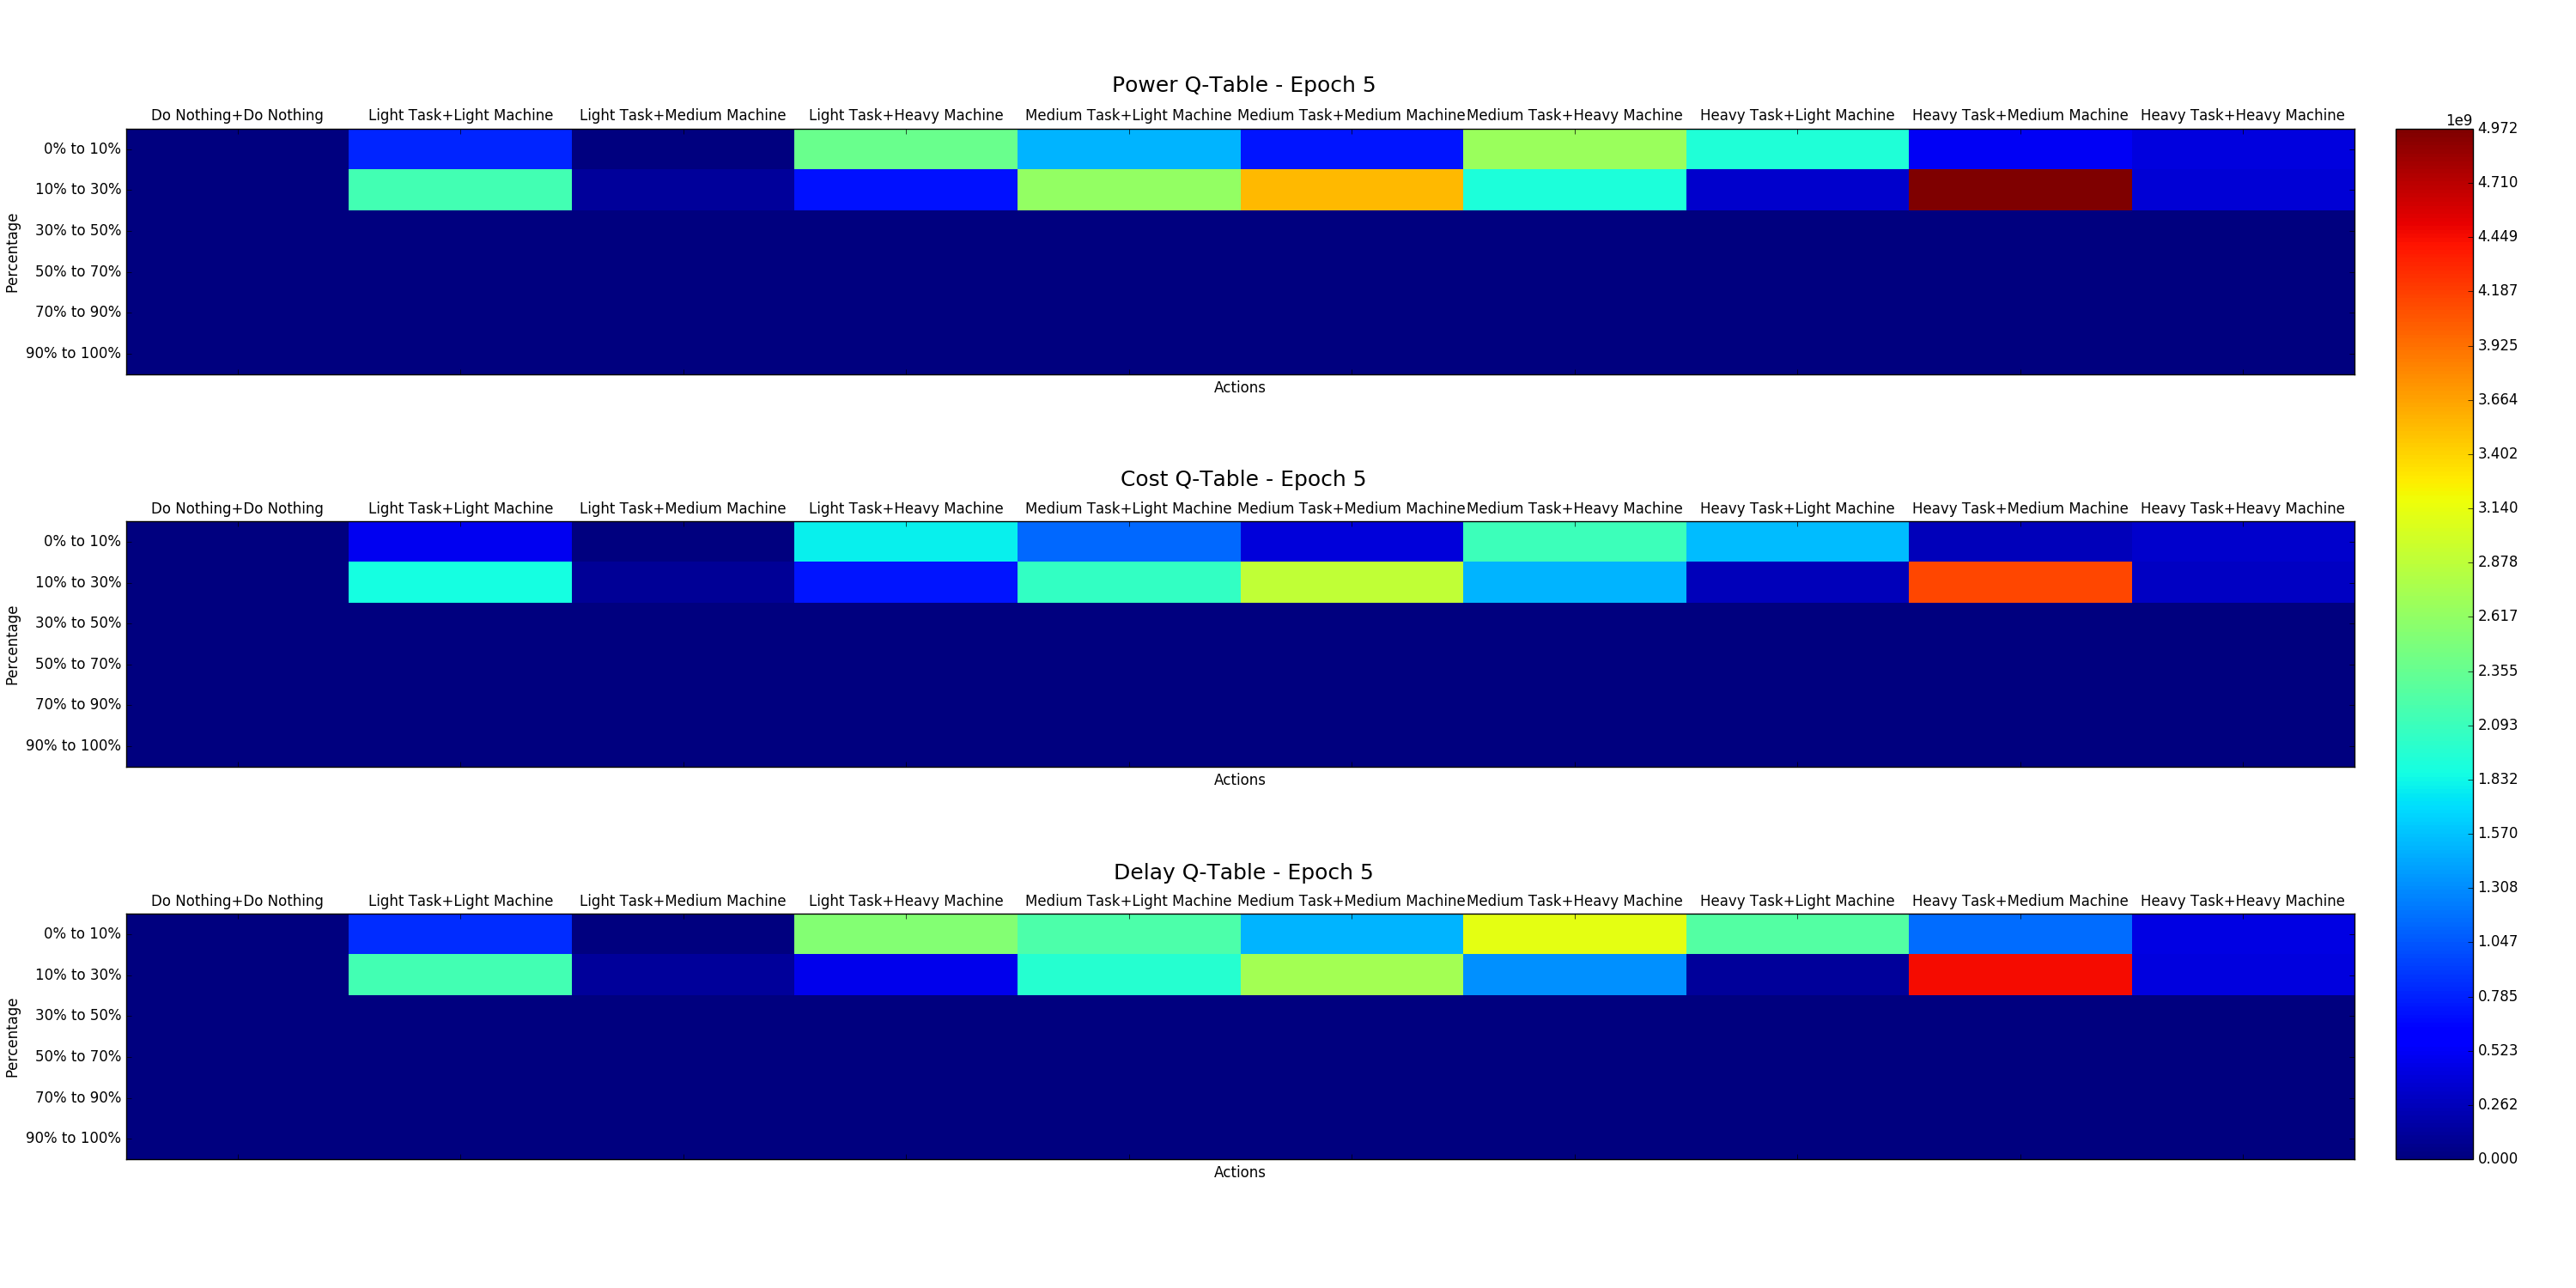 Power Q-Table - Epoch 5
Do Nothing+Do Nothing Light Task+Light Machine Light Task+Medium Machine Light Task+Heavy Machine Medium Task+Light Machine Medium Task+Medium Machine Medium Task+Heavy Machine Heavy Task+Light Machine Heavy Task+Medium Machine Heavy Task+Heavy Machine
Percentage
0% to 10%
10% to 30%
30% to 50%
50% to 70%
70% to 90%
90% to 100%
Actions
Cost Q-Table - Epoch 5
Do Nothing+Do Nothing Light Task+Light Machine Light Task+Medium Machine Light Task+Heavy Machine Medium Task+Light Machine Medium Task+Medium Machine Medium Task+Heavy Machine Heavy Task+Light Machine Heavy Task+Medium Machine Heavy Task+Heavy Machine
Percentage
0% to 10%
10% to 30%
30% to 50%
50% to 70%
70% to 90%
90% to 100%
Actions
Delay Q-Table - Epoch 5
Do Nothing+Do Nothing Light Task+Light Machine Light Task+Medium Machine Light Task+Heavy Machine Medium Task+Light Machine Medium Task+Medium Machine Medium Task+Heavy Machine Heavy Task+Light Machine Heavy Task+Medium Machine Heavy Task+Heavy Machine
Percentage
0% to 10%
10% to 30%
30% to 50%
50% to 70%
70% to 90%
90% to 100%
Actions
1e9
4.972
4.710
4.449
4.187
3.925
3.664
3.402
3.140
2.878
2.617
2.355
2.093
1.832
1.570
1.308
1.047
0.785
0.523
0.262
0.000